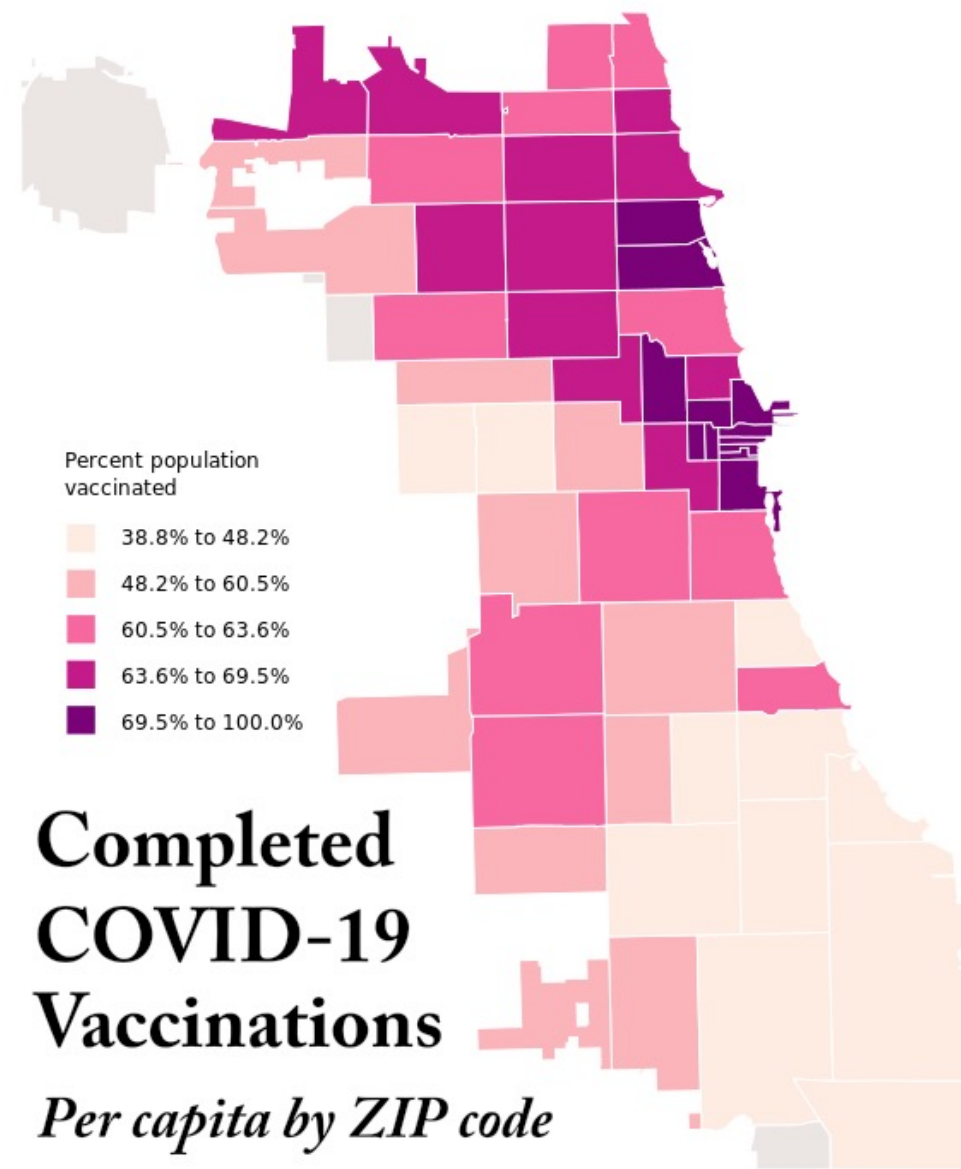 Percent population
vaccinated
38.8% to 48.2%
48.2% to 60.5%
60.5% to 63.6%
63.6% to 69.5%
69.5% to 100.0%
Completed
COVID-19
Vaccinations
Per capita by ZIP code